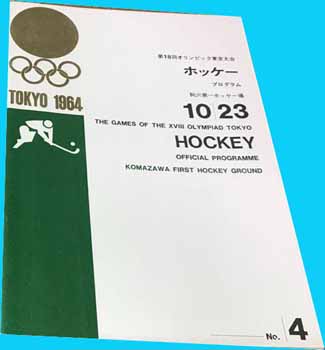 第18回オリンピック東京大会
ホッケー
プログラム
駒沢第一ホッケー場
10 23
THE GAMES OF THE XVIII OLYMPIAD TOKYO
HOCKEY
OFFICIAL PROGRAMME
KOMAZAWA FIRST HOCKEY GROUND
TOKYO 1964
No. 4